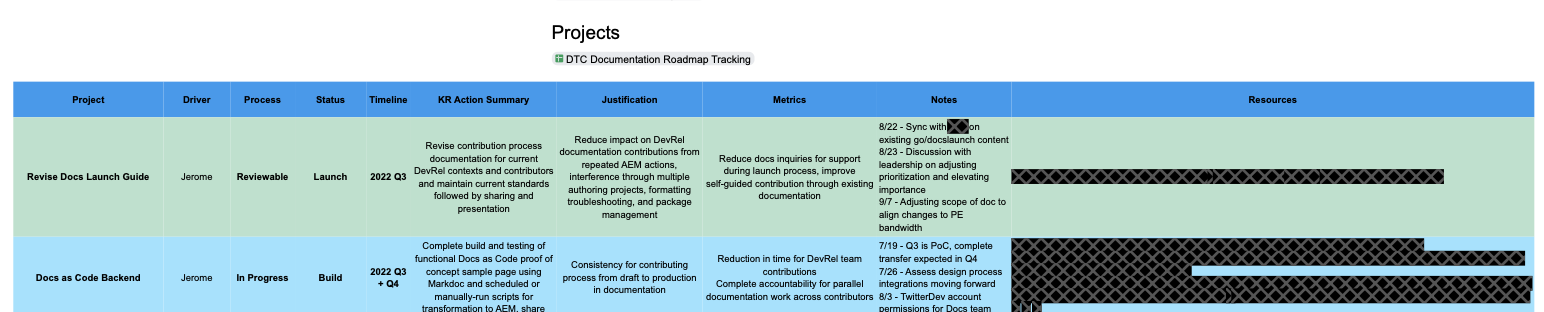 Projects
DTC Documentation Roadmap Tracking
Project
Driver
Process
Status
Timeline
KR Action Summary
Justification
Metrics
Notes
Resources
Revise Docs Launch Guide
Jerome
Reviewable
Launch
2022 Q3
Revise contribution process
documentation for current
DevRel contexts and contributors
and maintain current standards
followed by sharing and
presentation
Reduce impact on DevRel
documentation contributions from
repeated AEM actions,
interference through multiple
authoring projects, formatting
troubleshooting, and package
management
Reduce docs inquiries for support
during launch process, improve
self-guided contribution through existing
documentation
8/22 - Sync with on
existing go/docslaunch content
8/23 - Discussion with
leadership on adjusting
prioritization and elevating
importance
9/7 - Adjusting scope of doc to
align changes to PE
bandwidth
Docs as Code Backend
Jerome
In Progress
Build
2022 Q3
+ Q4
Complete build and testing of
functional Docs as Code proof of
concept sample page using
Markdoc and scheduled or
manually-run scripts for
transformation to AEM, share
Consistency for contributing
process from draft to production
in documentation
Reduction in time for DevRel team
contributions
Complete accountability for parallel
documentation work across contributors
7/19 - Q3 is PoC, complete
transfer expected in Q4
7/26 - Assess design process
integrations moving forward
8/3 - TwitterDev account
permissions for Docs team